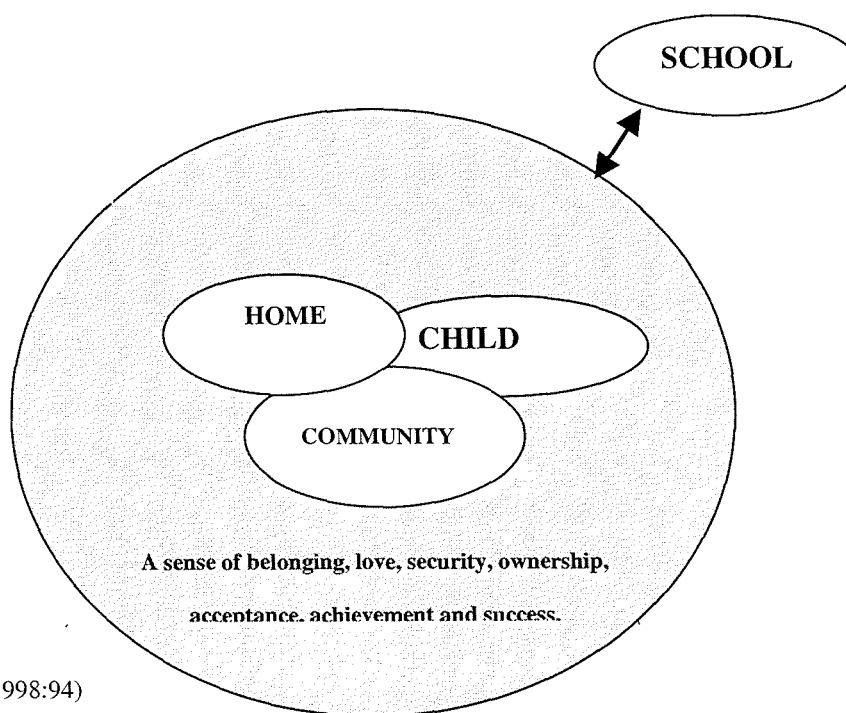 SCHOOL
HOME
CHILD
COMMUNITY
A sense of belonging, love, security, ownership,
acceptance, achievement and success.
998:94)